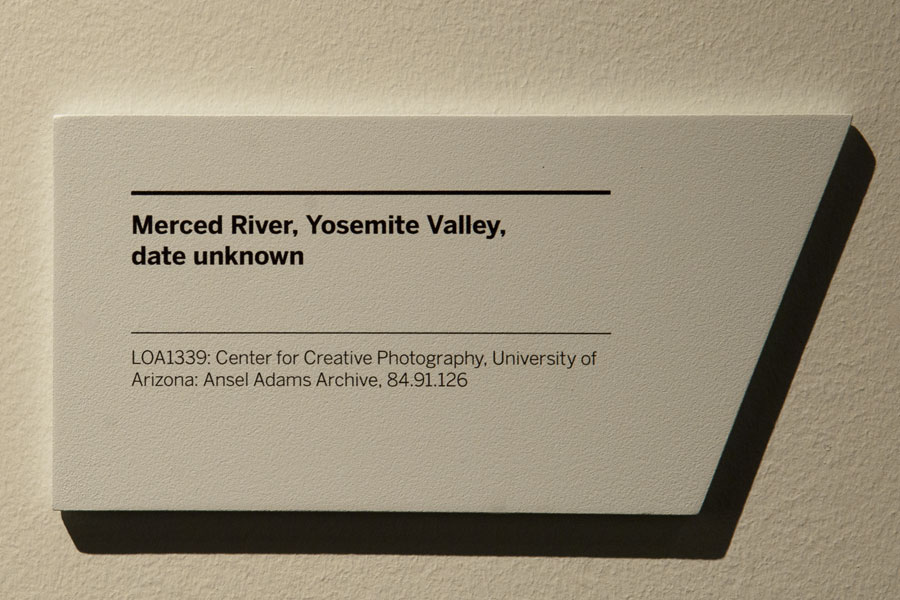 Merced River, Yosemite Valley,
date unknown
LOA1339: Center for Creative Photography, University of
Arizona: Ansel Adams Archive, 84.91.126